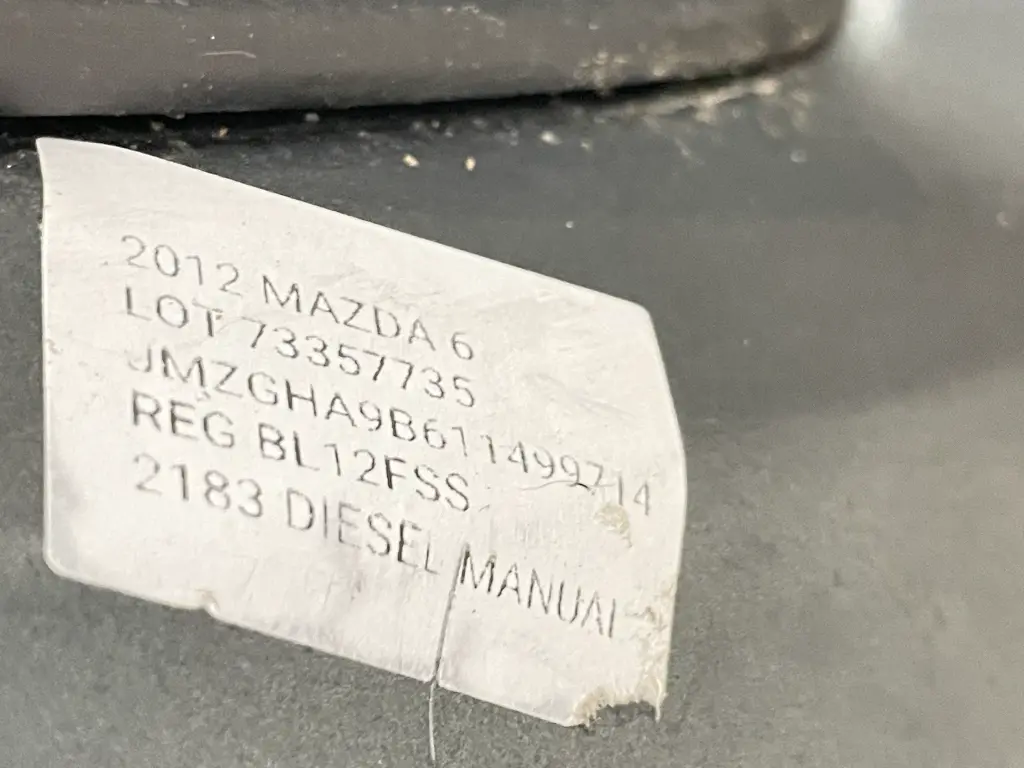 2012 MAZDA 6
LOT 73357735
JMZGHA9B611499714
REG BL12FSS
2183 DIESEL MANUAL